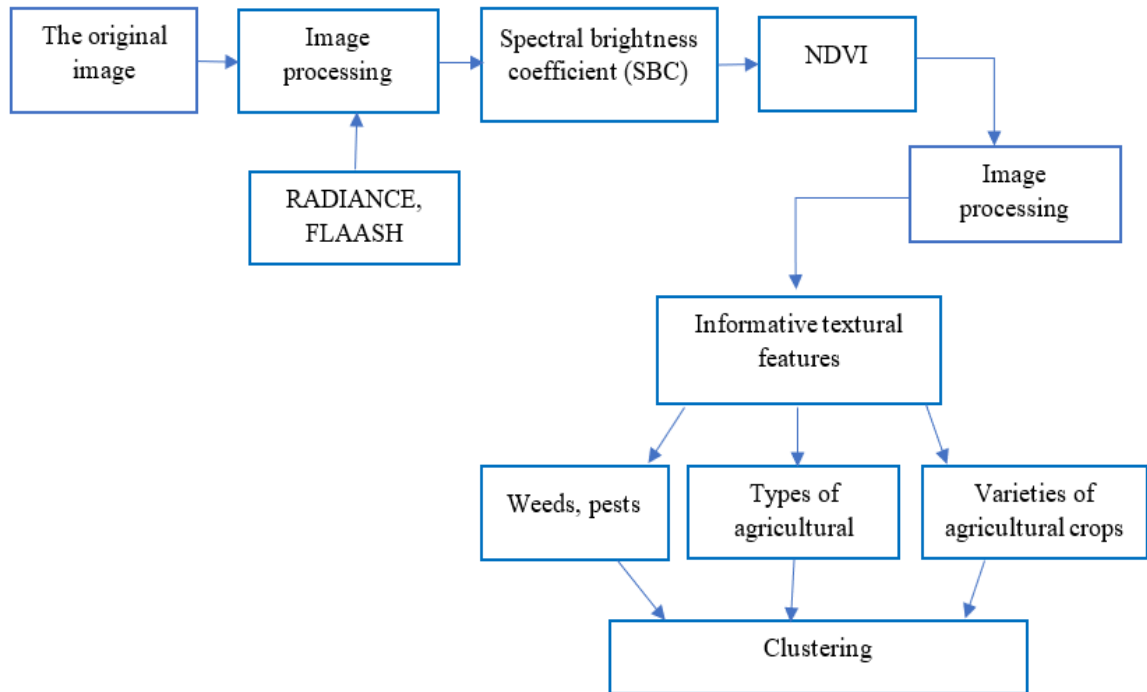 The original
image
Image
processing
Spectral brightness
coefficient (SBC)
NDVI
RADIANCE,
FLAASH
Image
processing
Informative textural
features
Weeds, pests
Types of
agricultural
Varieties of
agricultural crops
Clustering